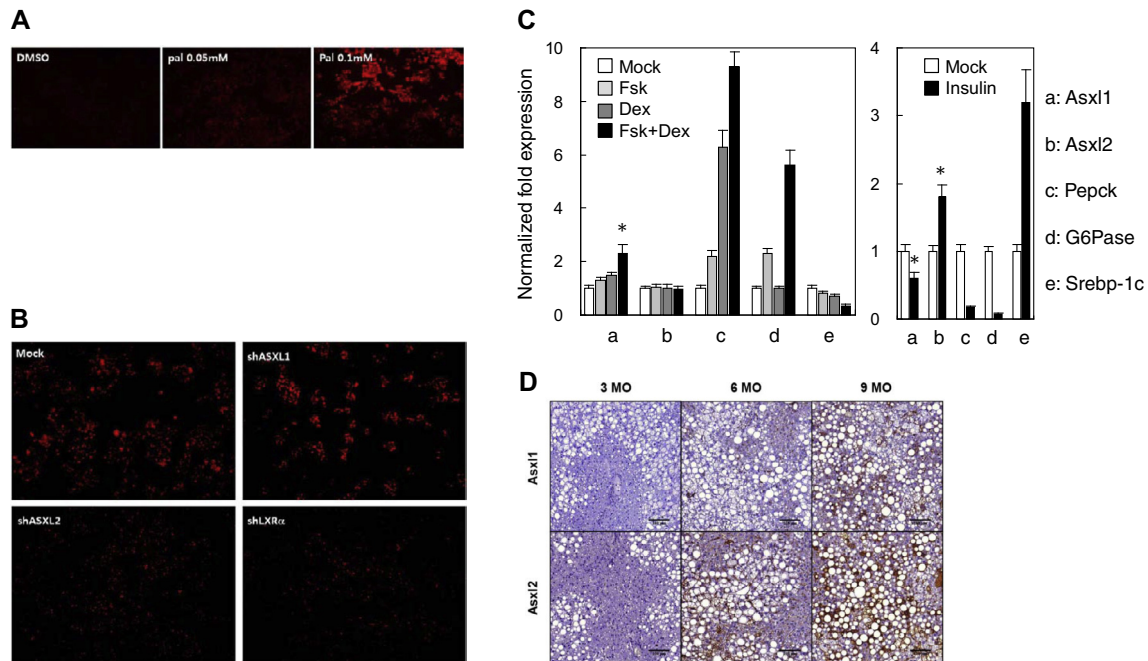 A
DMSO
pal 0.05mM
Pal 0.1mM
B
Mock
shASXL1
shASXL2
shLXRα
C
Normalized fold expression
10
8
6
4
2
0
Mock
Fsk
Dex
Fsk+Dex
*
a b c d e
4
3
2
1
0
Mock
Insulin
*
*
a b c d e
a: Asxl1
b: Asxl2
c: Pepck
d: G6Pase
e: Srebp-1c
D
3 MO 6 MO 9 MO
Asxl1
Asxl2